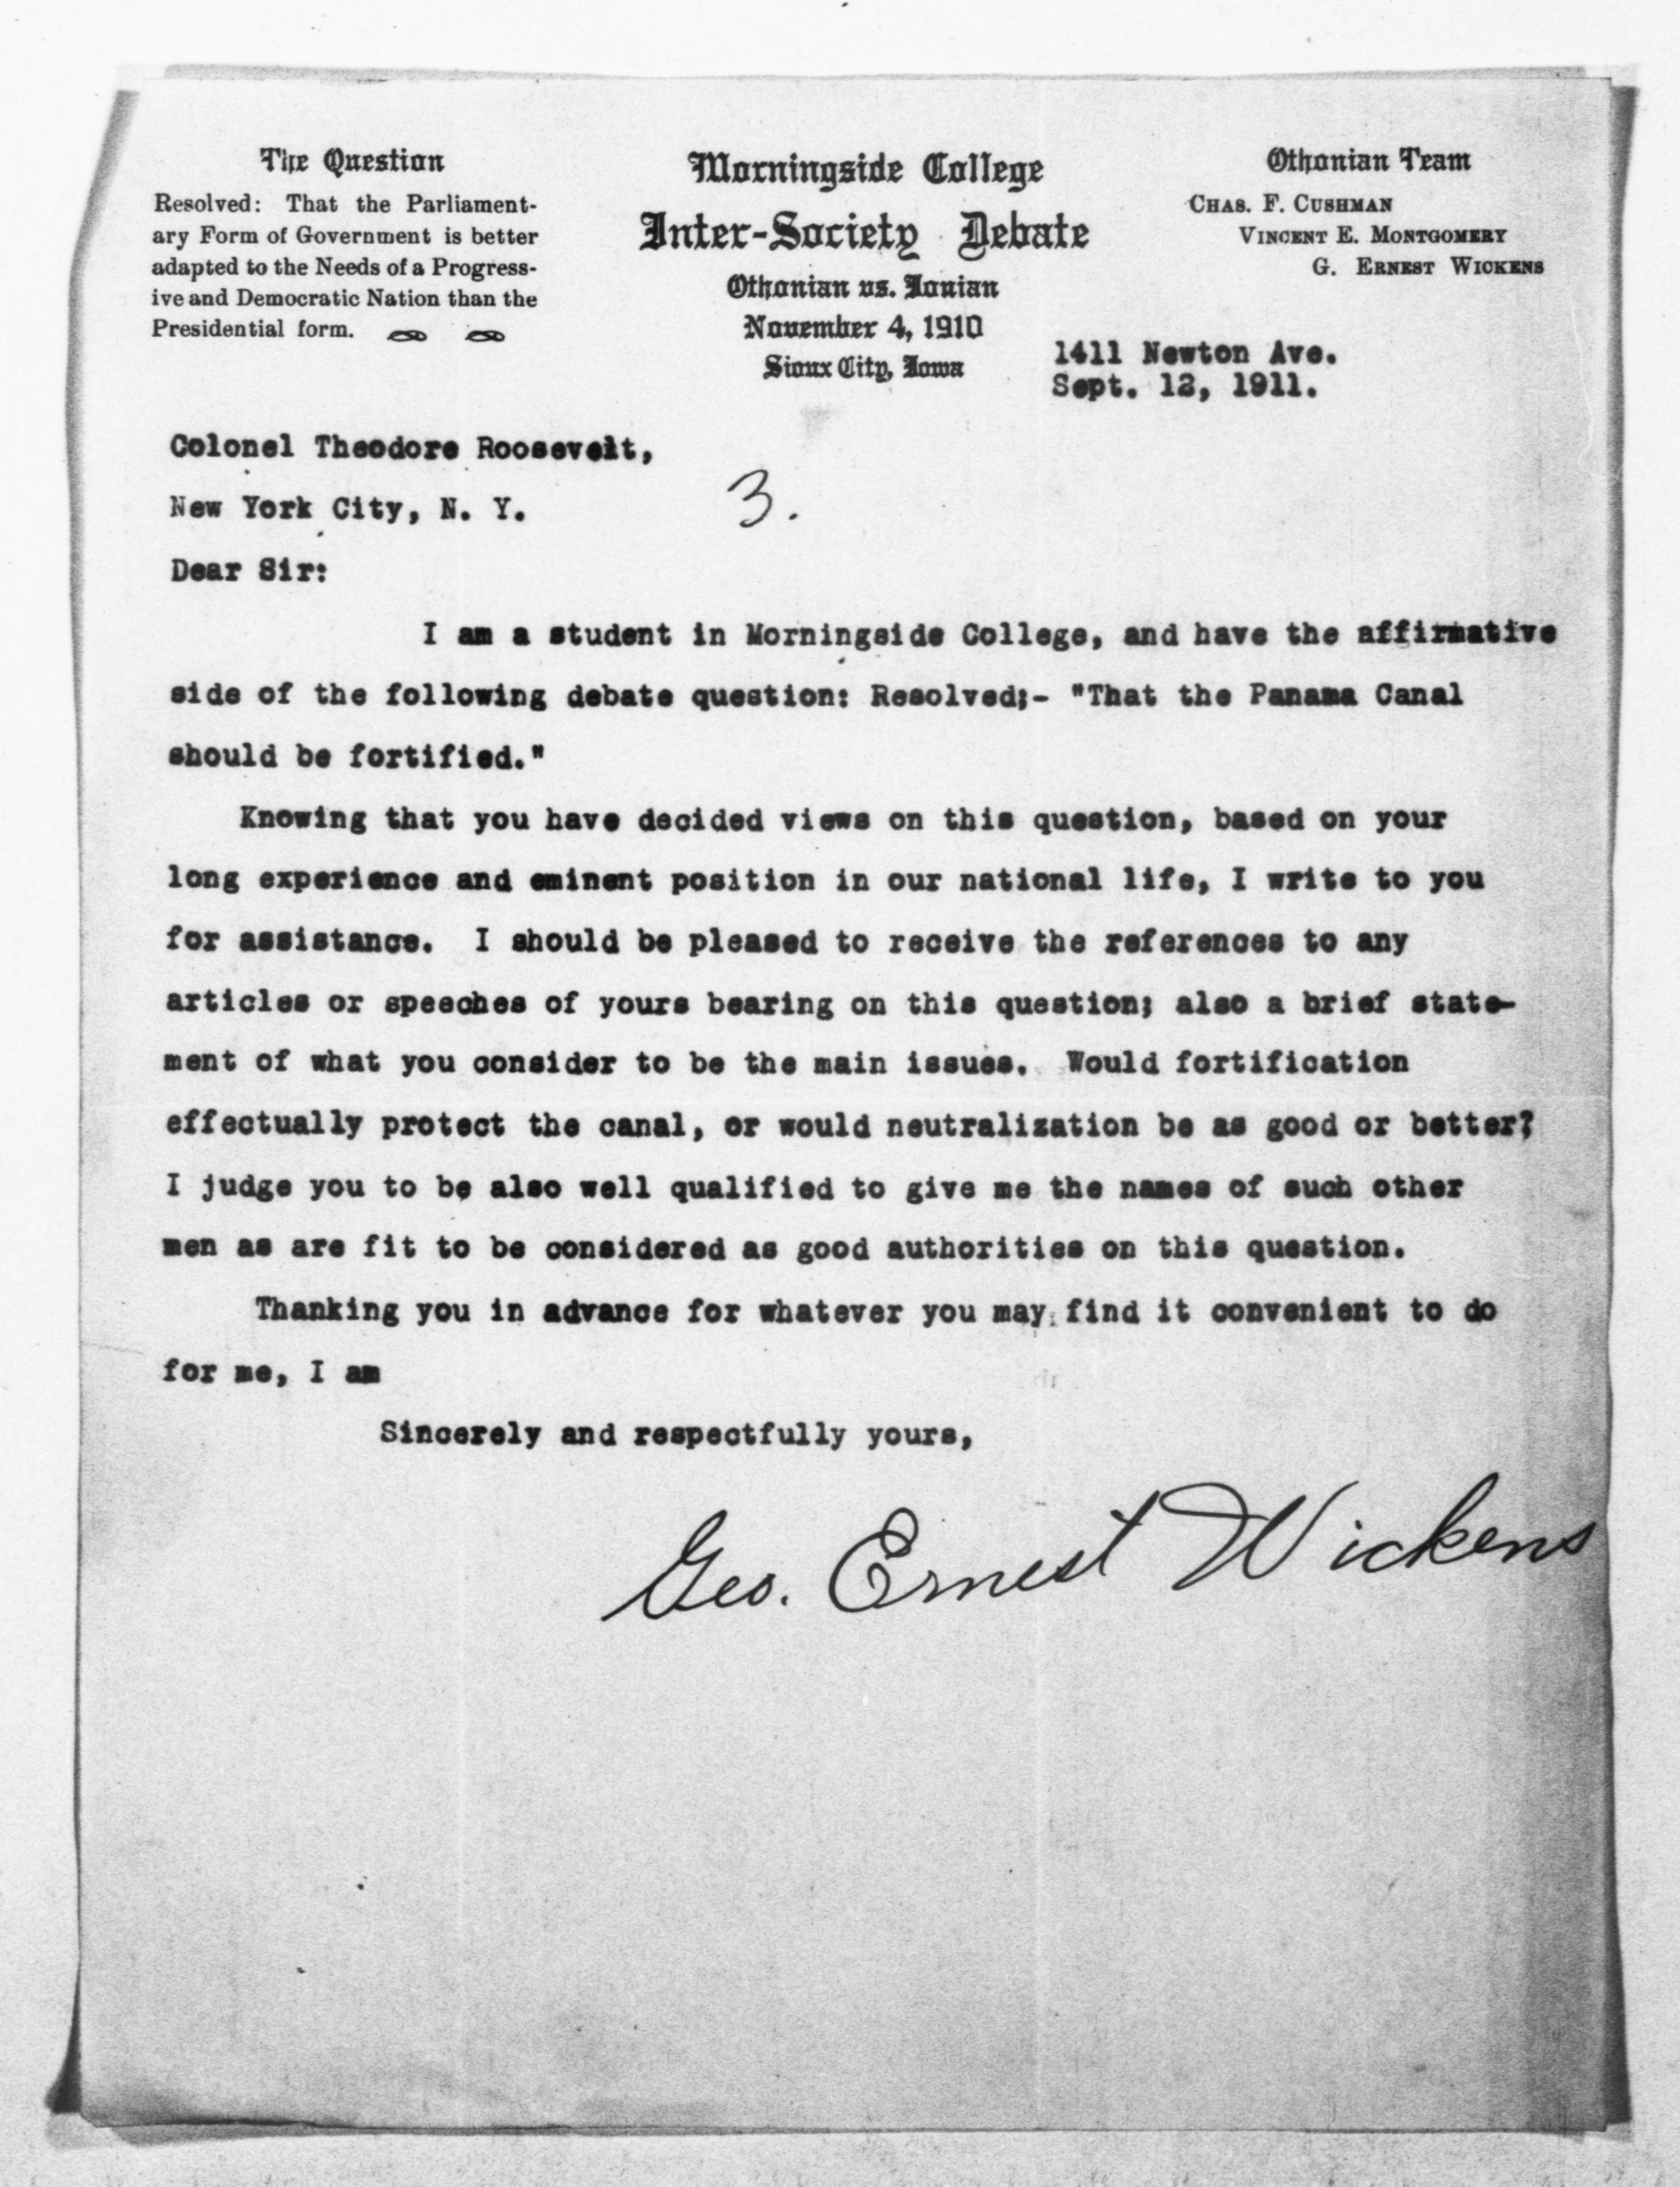 The Question
Resolved: That the Parliament-
ary Form of Government is better
adapted to the Needs of a Progress-
ive and Democratic Nation than the
Presidential form.
Morningside College
Inter-Society Debate
Othonian vs. Ionian
November 4, 1910
Sioux City, Iowa
Othonian Team
Chas. F. Cushman
Vincent E. Montgomery
G. Ernest Wickens
1411 Newton Ave.
Sept. 12, 1911.
Colonel Theodore Roosevelt,
New York City, N. Y.
3.
Dear Sir:
I am a student in Morningside College, and have the affirmative
side of the following debate question: Resolved;- "That the Panama Canal
should be fortified."
Knowing that you have decided views on this question, based on your
long experience and eminent position in our national life, I write to you
for assistance. I should be pleased to receive the references to any
articles or speeches of yours bearing on this question; also a brief state-
ment of what you consider to be the main issues. Would fortification
effectually protect the canal, or would neutralization be as good or better?
I judge you to be also well qualified to give me the names of such other
men as are fit to be considered as good authorities on this question.
Thanking you in advance for whatever you may find it convenient to do
for me, I am
Sincerely and respectfully yours,
Geo. Ernest Wickens